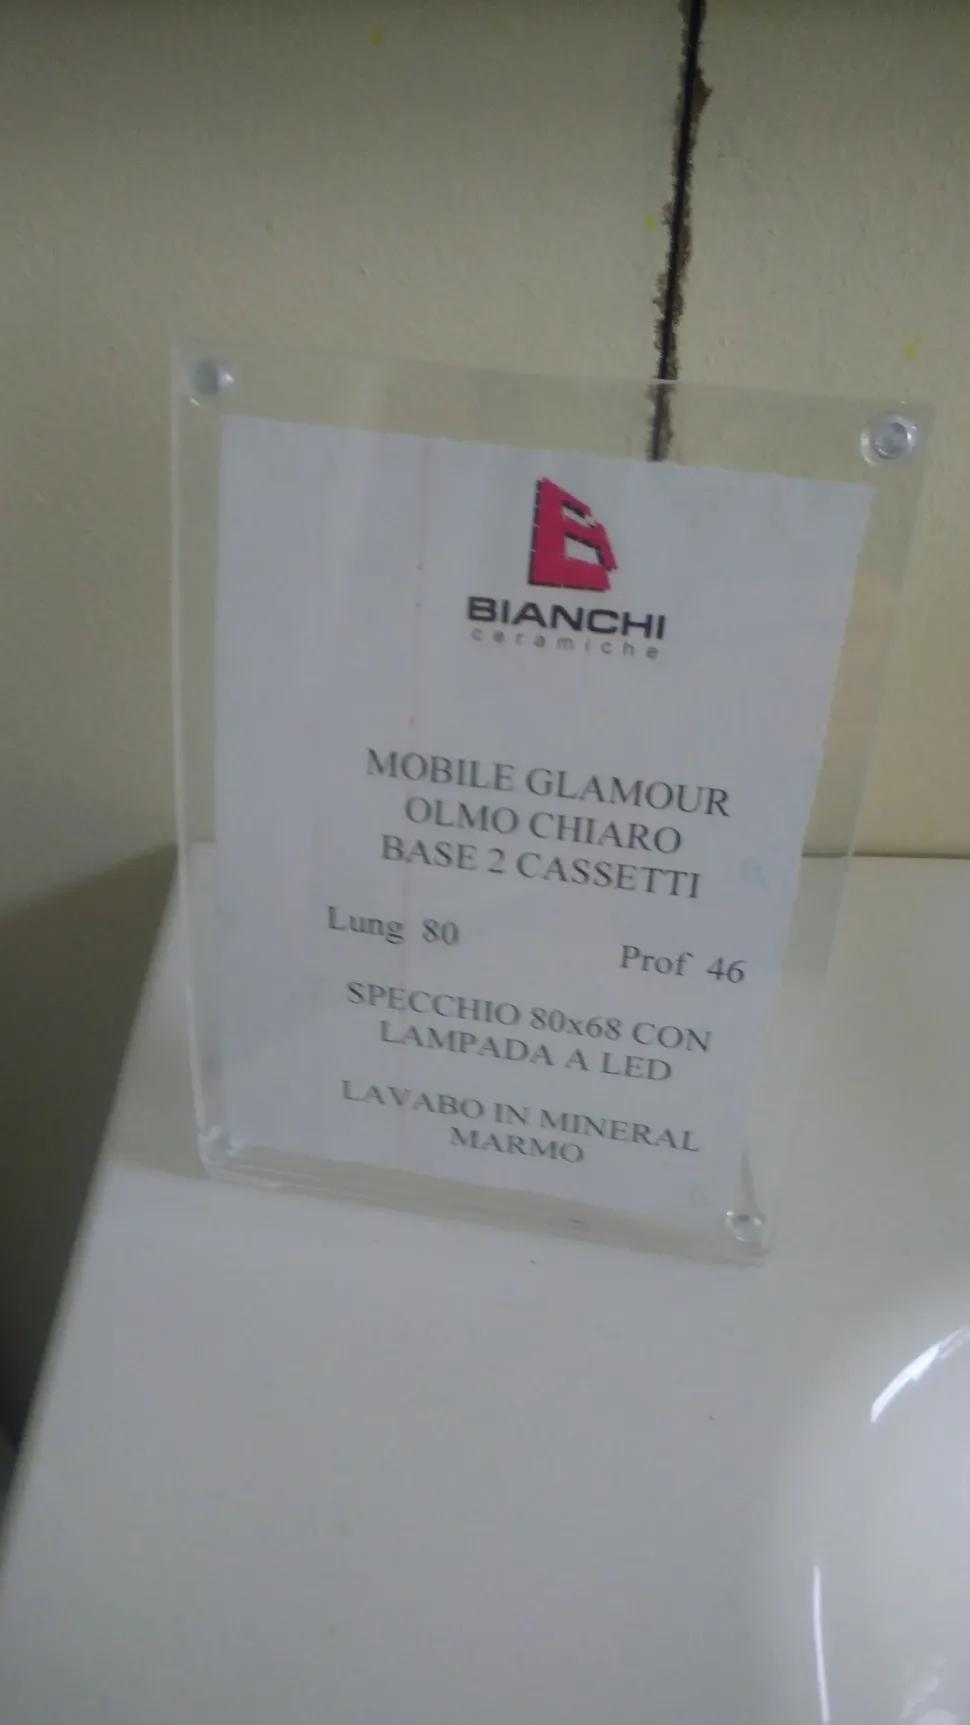 BIANCHI
ceramiche
MOBILE GLAMOUR
OLMO CHIARO
BASE 2 CASSETTI
Lung 80
Prof 46
SPECCHIO 80x68 CON
LAMPADA A LED
LAVABO IN MINERAL
MARMO